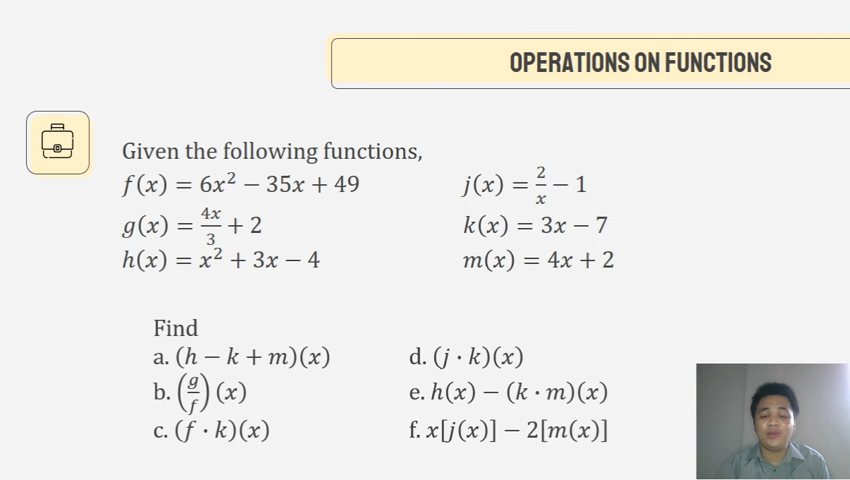 OPERATIONS ON FUNCTIONS
Given the following functions,
f(x) = 6x² − 35x + 49
j(x) = 2/x − 1
g(x) = 4x/3 + 2
k(x) = 3x − 7
h(x) = x² + 3x − 4
m(x) = 4x + 2
Find
a. (h − k + m)(x)
d. (j · k)(x)
b. (g/f)(x)
e. h(x) − (k · m)(x)
c. (f · k)(x)
f. x[j(x)] − 2[m(x)]